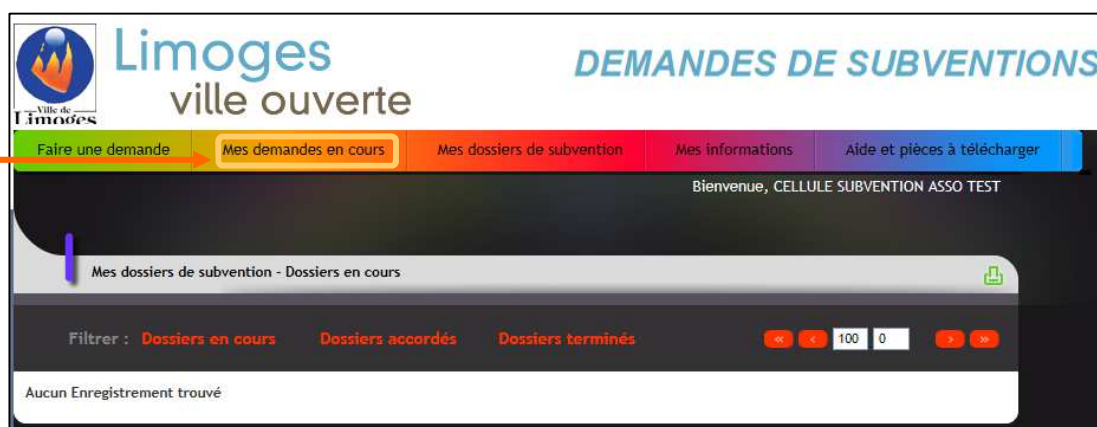 Limoges
ville ouverte
Ville de
Limoges
DEMANDES DE SUBVENTIONS
Faire une demande Mes demandes en cours Mes dossiers de subvention Mes informations Aide et pièces à télécharger
Bienvenue, CELLULE SUBVENTION ASSO TEST
Mes dossiers de subvention - Dossiers en cours
Filtrer : Dossiers en cours Dossiers accordés Dossiers terminés « < 100 0 > »
Aucun Enregistrement trouvé